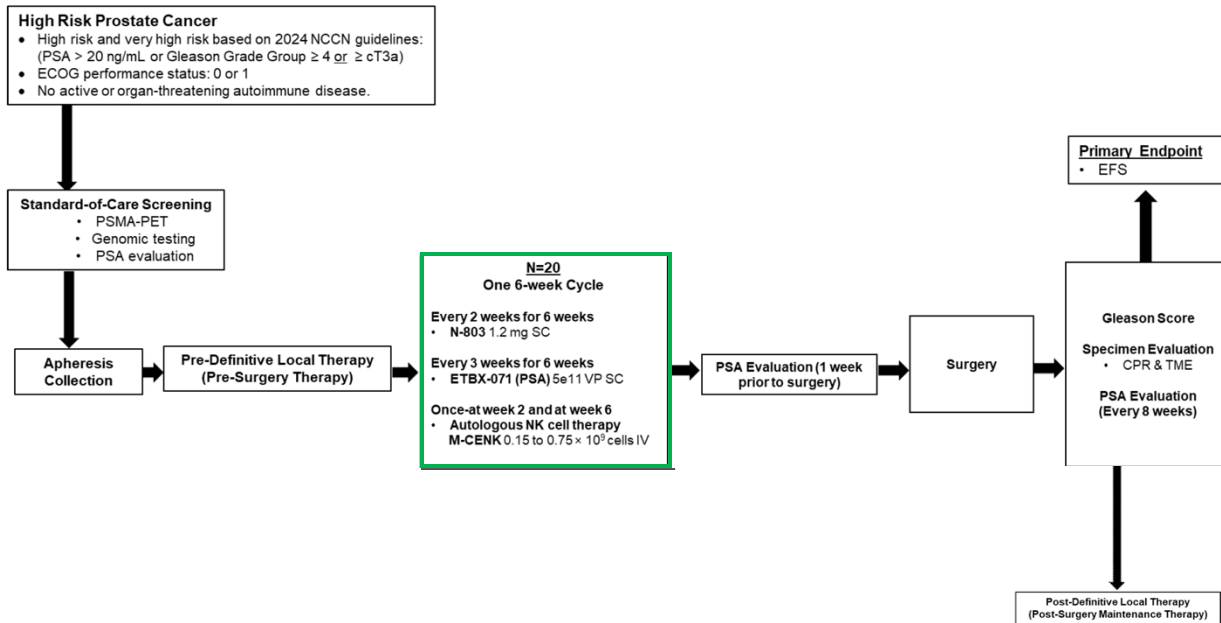 High Risk Prostate Cancer
• High risk and very high risk based on 2024 NCCN guidelines:
(PSA > 20 ng/mL or Gleason Grade Group ≥ 4 or ≥ cT3a)
• ECOG performance status: 0 or 1
• No active or organ-threatening autoimmune disease.
Standard-of-Care Screening
• PSMA-PET
• Genomic testing
• PSA evaluation
Apheresis
Collection
Pre-Definitive Local Therapy
(Pre-Surgery Therapy)
N=20
One 6-week Cycle
Every 2 weeks for 6 weeks
• N-803 1.2 mg SC
Every 3 weeks for 6 weeks
• ETBX-071 (PSA) 5e11 VP SC
Once-at week 2 and at week 6
• Autologous NK cell therapy
M-CENK 0.15 to 0.75 × 10⁹ cells IV
PSA Evaluation (1 week
prior to surgery)
Surgery
Primary Endpoint
• EFS
Gleason Score
Specimen Evaluation
• CPR & TME
PSA Evaluation
(Every 8 weeks)
Post-Definitive Local Therapy
(Post-Surgery Maintenance Therapy)